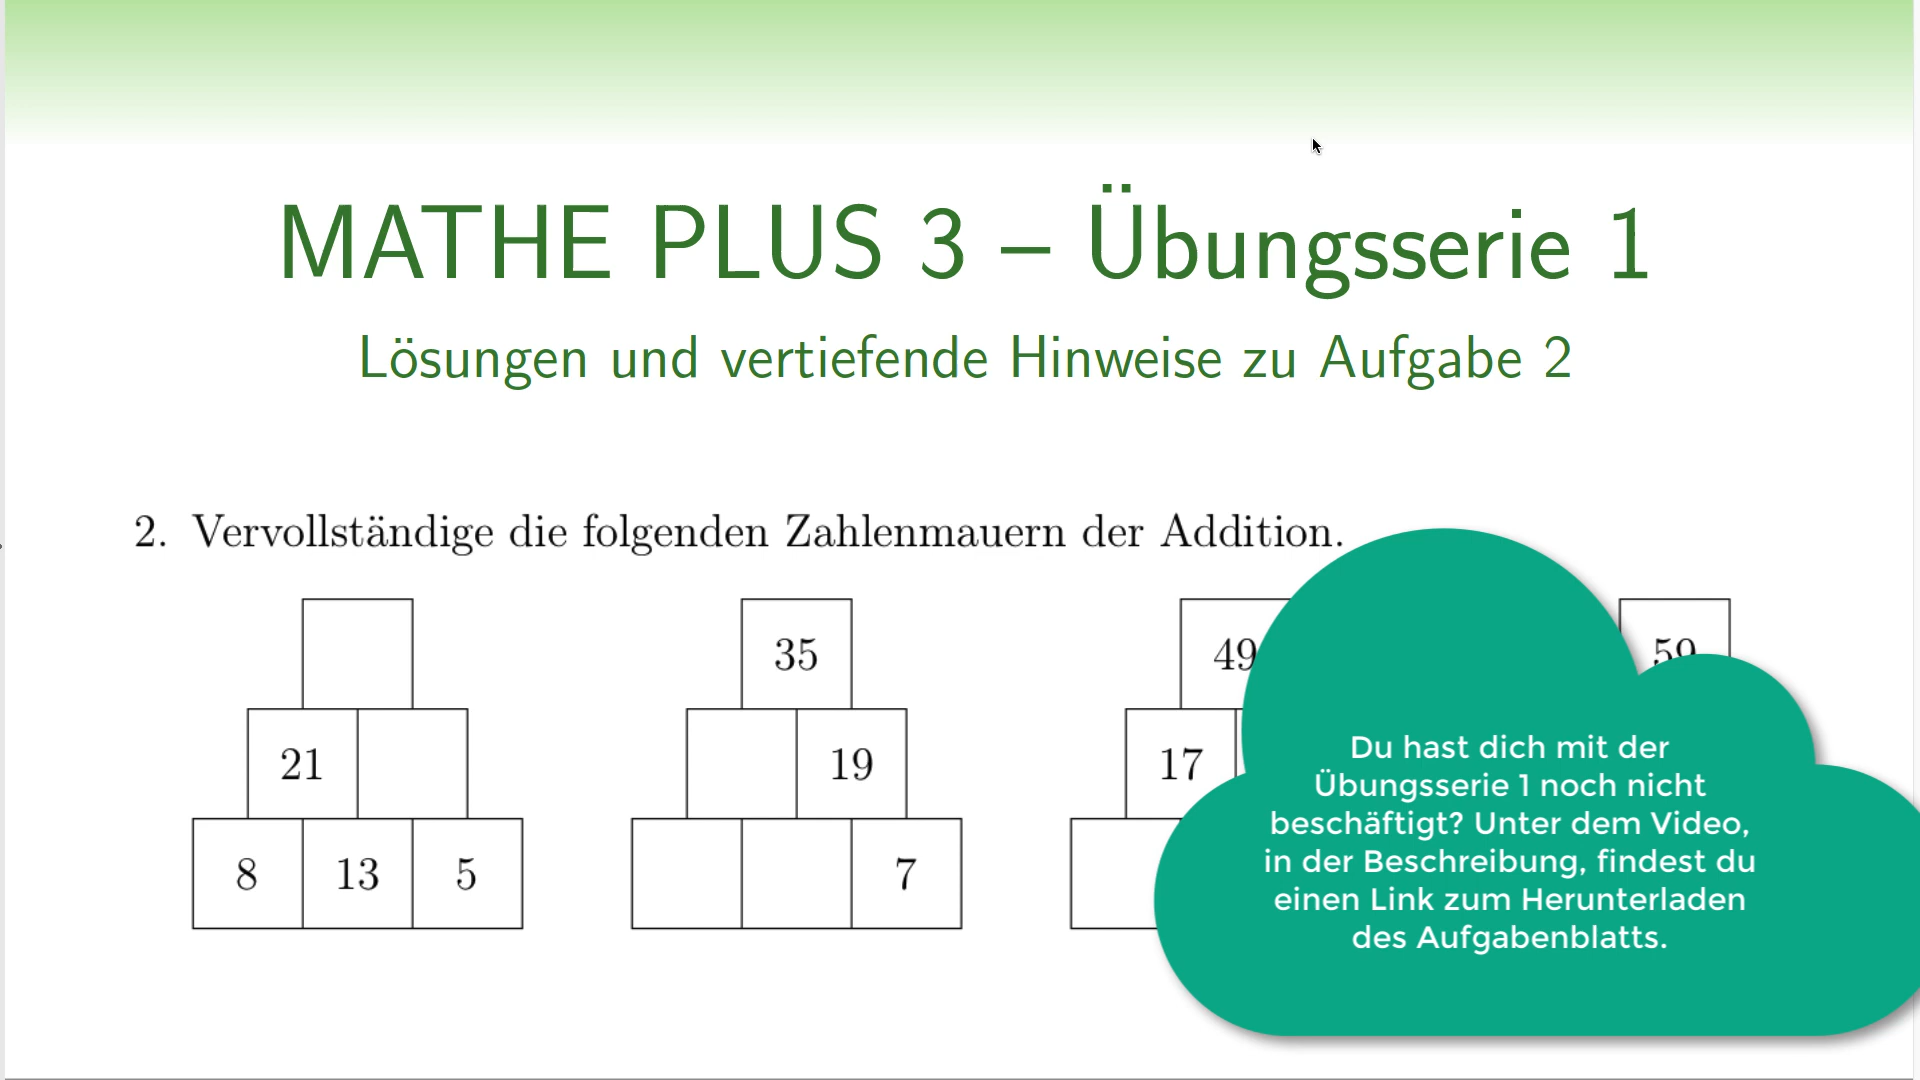 MATHE PLUS 3 – Übungsserie 1
Lösungen und vertiefende Hinweise zu Aufgabe 2
2. Vervollständige die folgenden Zahlenmauern der Addition.
35 49 59
21 19 17
8 13 5 7
Du hast dich mit der
Übungsserie 1 noch nicht
beschäftigt? Unter dem Video,
in der Beschreibung, findest du
einen Link zum Herunterladen
des Aufgabenblatts.